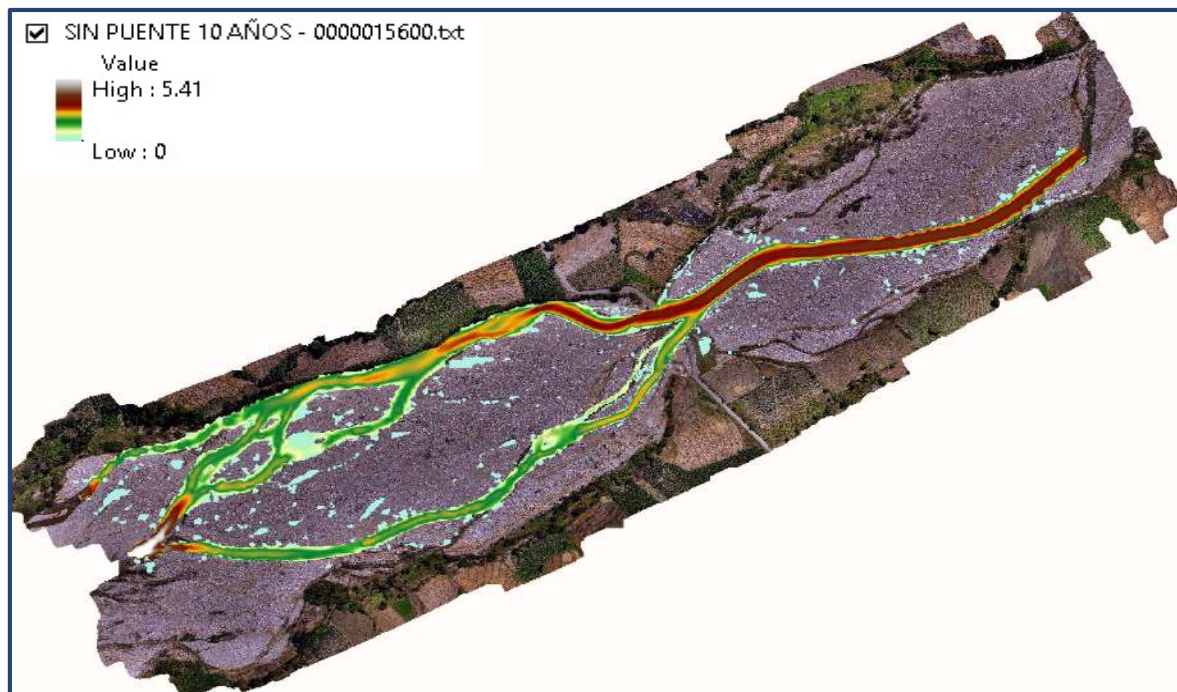 SIN PUENTE 10 AÑOS - 0000015600.txt
Value
High : 5.41
Low : 0